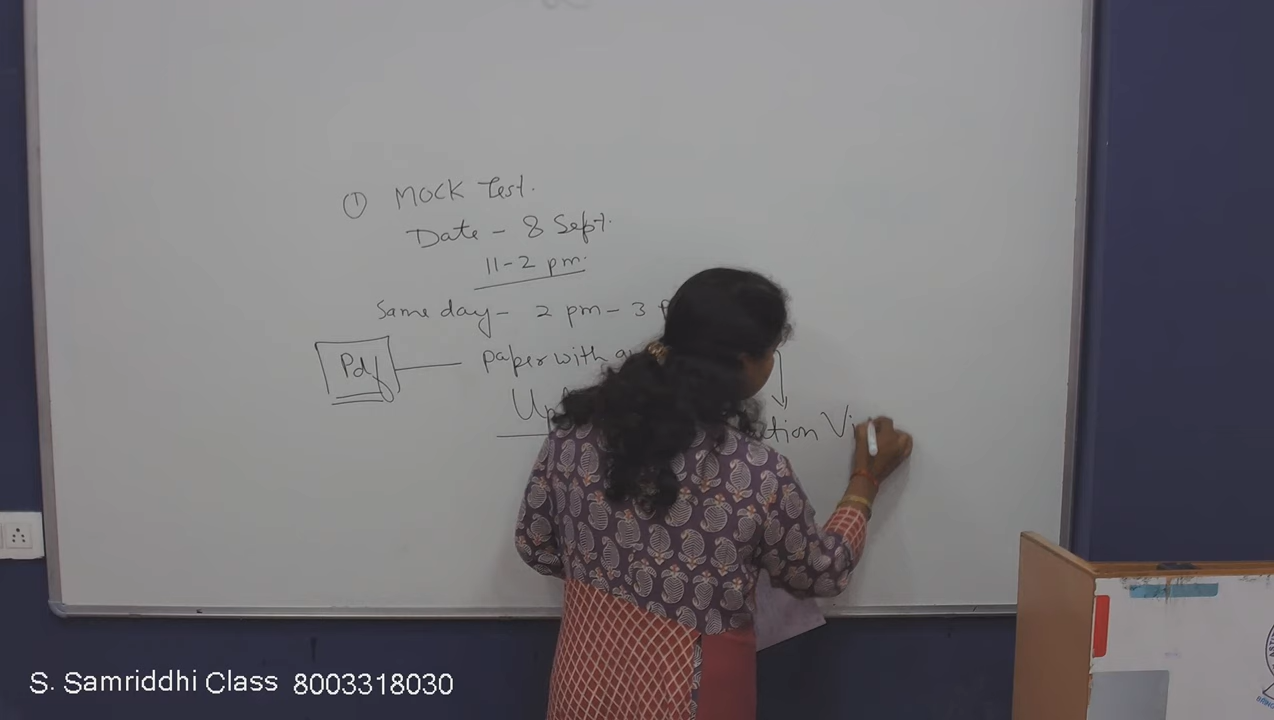 ① MOCK Test.
Date - 8 Sept.
11-2 pm.
Same day - 2 pm - 3
Pdf
paper with
S. Samriddhi Class 8003318030